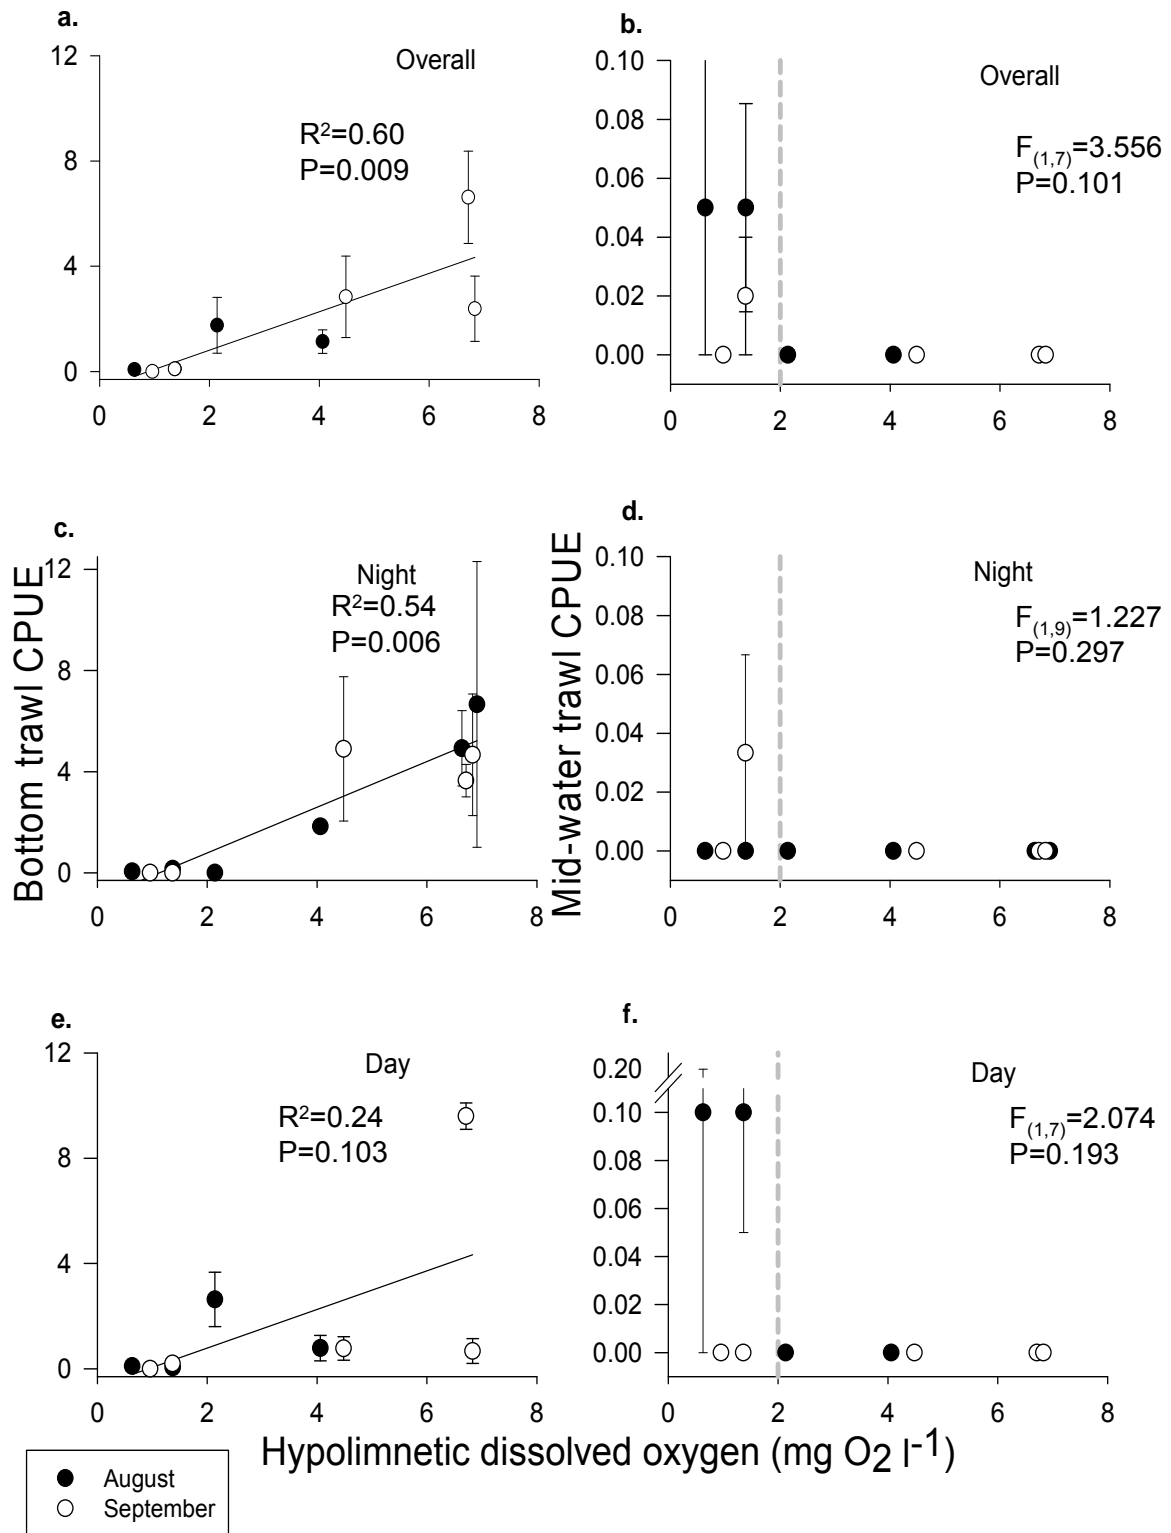 a.
Overall
R²=0.60
P=0.009
12
8
4
0
0 2 4 6 8
b.
Overall
F(1,7)=3.556
P=0.101
0.10
0.08
0.06
0.04
0.02
0.00
0 2 4 6 8
c.
Night
R²=0.54
P=0.006
Bottom trawl CPUE
12
8
4
0
0 2 4 6 8
d.
Night
F(1,9)=1.227
P=0.297
Mid-water trawl CPUE
0.10
0.08
0.06
0.04
0.02
0.00
0 2 4 6 8
e.
Day
R²=0.24
P=0.103
12
8
4
0
0 2 4 6 8
f.
Day
F(1,7)=2.074
P=0.193
0.20
0.10
0.08
0.06
0.04
0.02
0.00
0 2 4 6 8
Hypolimnetic dissolved oxygen (mg O2 l-1)
August
September